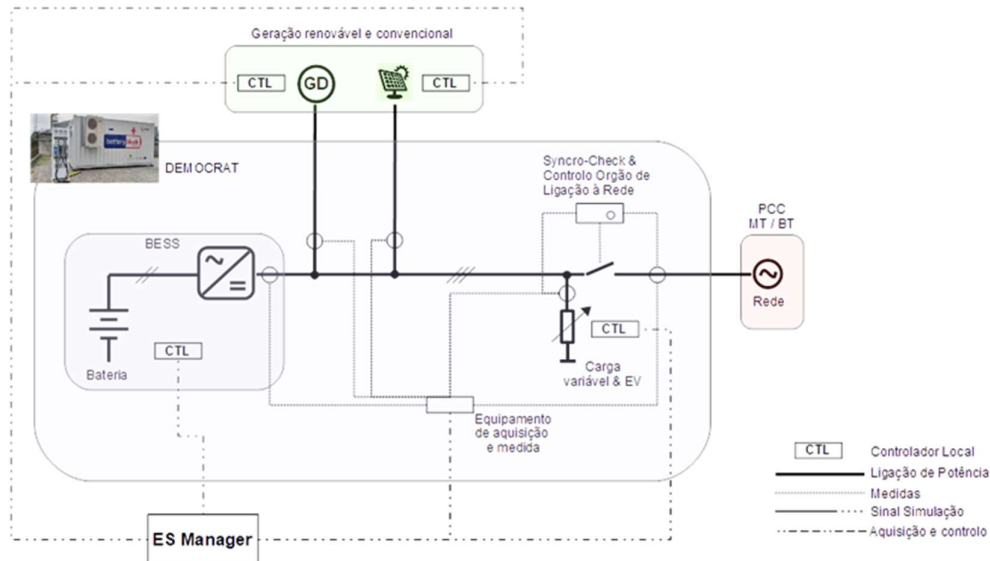 Geração renovável e convencional
CTL
GD
CTL
battery
DEMOCRAT
Syncro-Check &
Controlo Orgão de
Ligação à Rede
PCC
MT / BT
BESS
Rede
CTL
CTL
Carga
variável & EV
Bateria
Equipamento
de aquisição
e medida
CTL
Controlador Local
Ligação de Potência
Medidas
Sinal Simulação
Aquisição e controlo
ES Manager